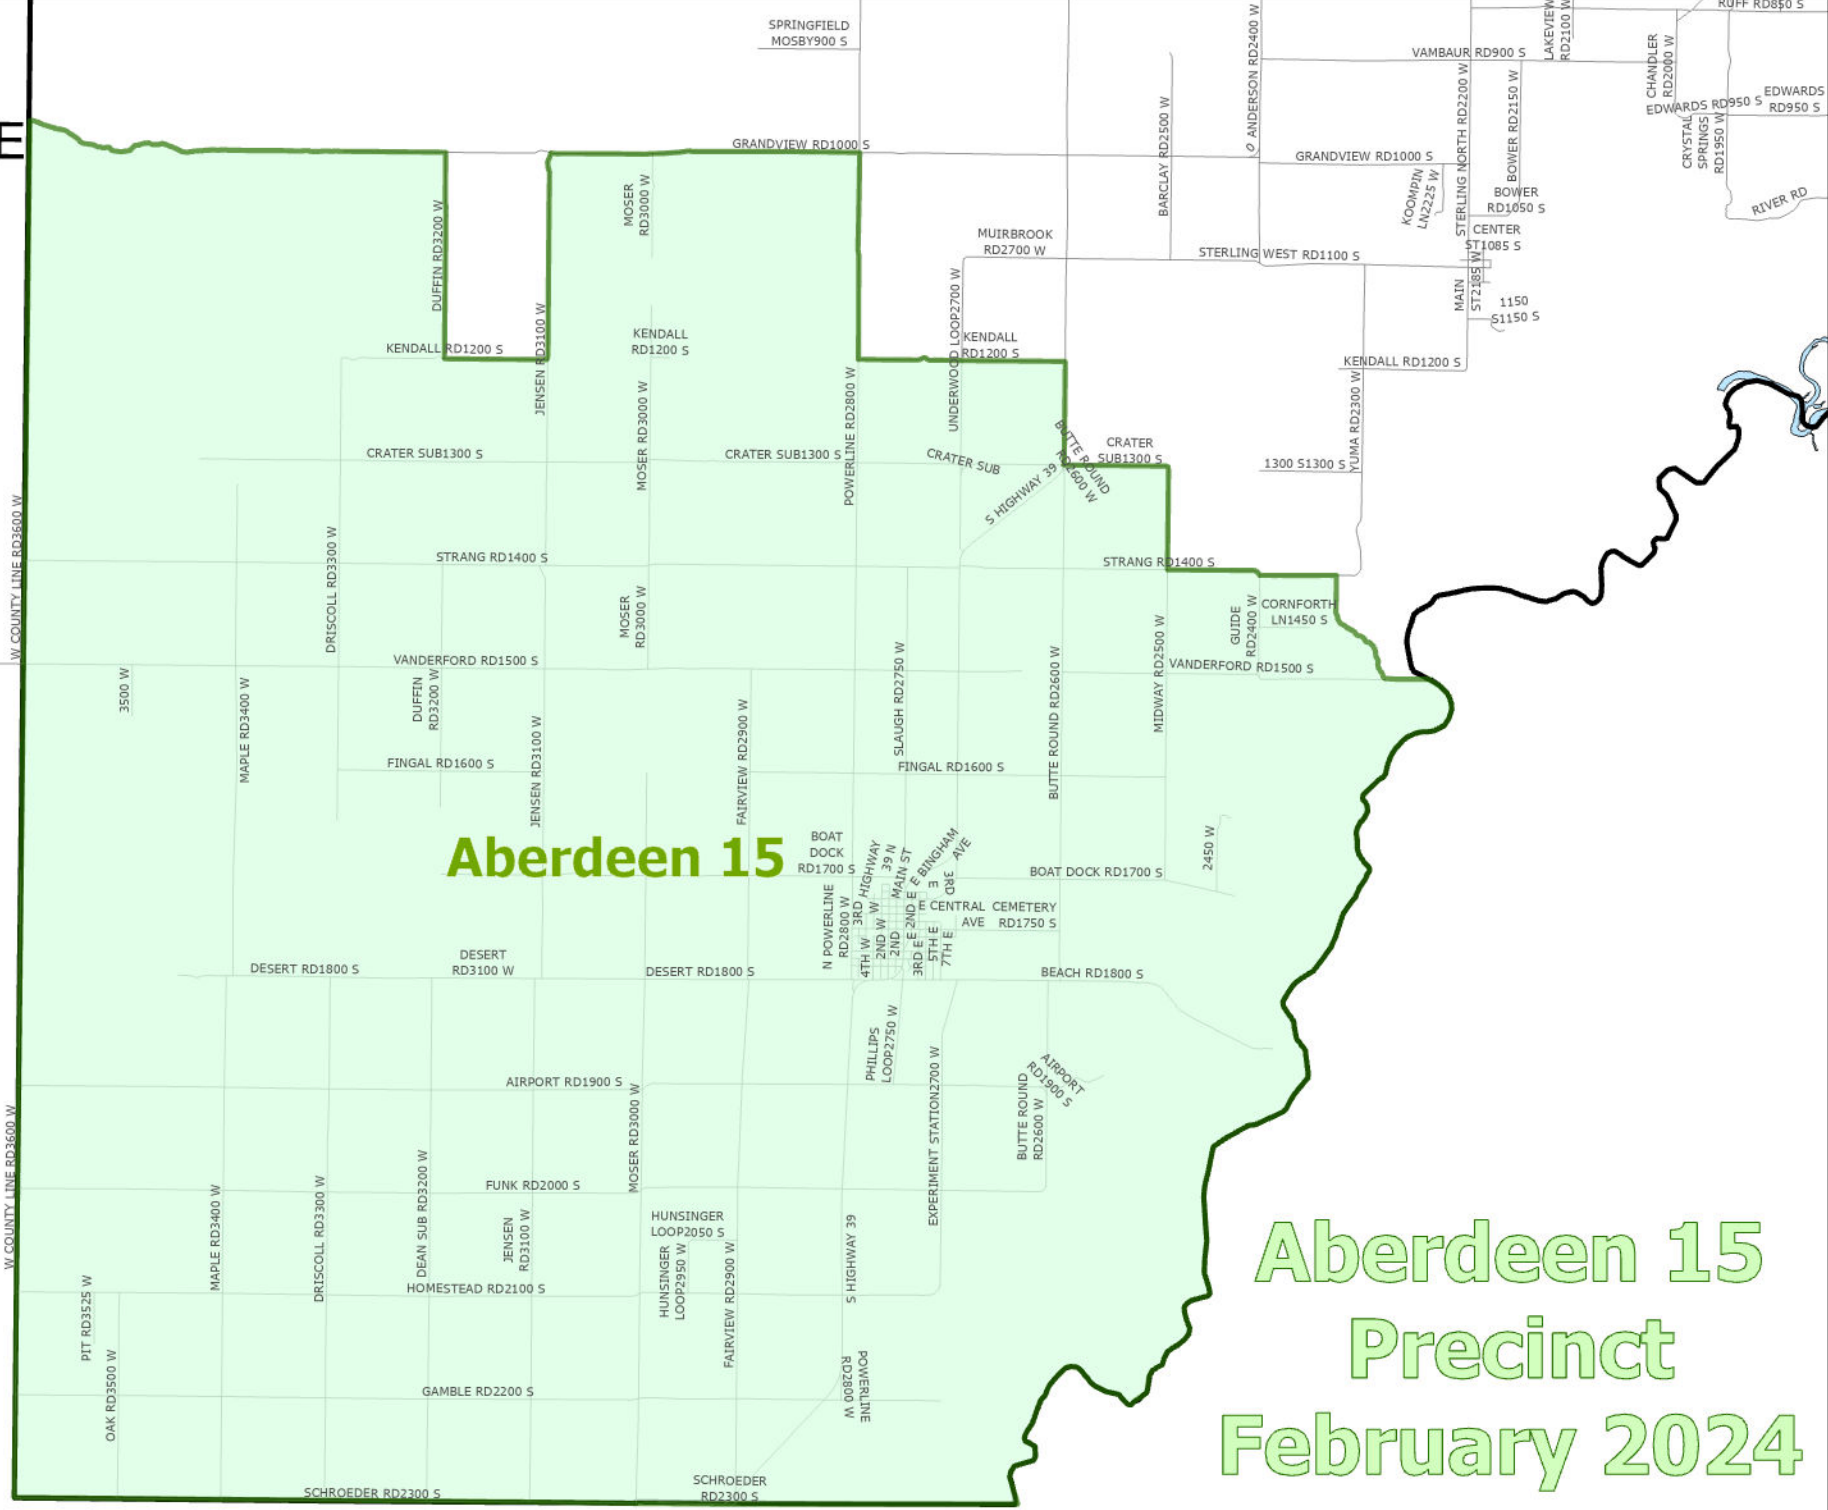 RUFF RD850 S
SPRINGFIELD
MOSBY900 S
O ANDERSON RD2400 W
LAKEVIEW
RD2100 W
VAMBAUR RD900 S
CHANDLER
RD2000 W
EDWARDS RD950 S
EDWARDS
RD950 S
CRYSTAL
SPRINGS
RD1950 W
BARCLAY RD2500 W
STERLING NORTH RD2200 W
BOWER RD2150 W
E
GRANDVIEW RD1000 S
GRANDVIEW RD1000 S
KOOMPIN
LN2225 W
BOWER
RD1050 S
RIVER RD
MOSER
RD3000 W
DUFFIN RD3200 W
MUIRBROOK
RD2700 W
CENTER
ST1085 S
STERLING WEST RD1100 S
MAIN
ST2185 W
1150
S1150 S
JENSEN RD3100 W
UNDERWOOD LOOP2700 W
KENDALL RD1200 S
KENDALL
RD1200 S
KENDALL
RD1200 S
KENDALL RD1200 S
MOSER RD3000 W
POWERLINE RD2800 W
YUMA RD2300 W
CRATER SUB1300 S
CRATER SUB1300 S
CRATER SUB
BUTTE ROUND
RD2600 W
CRATER
SUB1300 S
1300 S1300 S
S HIGHWAY 39
W COUNTY LINE RD3600 W
DRISCOLL RD3300 W
STRANG RD1400 S
STRANG RD1400 S
MOSER
RD3000 W
GUIDE
RD2400 W
CORNFORTH
LN1450 S
VANDERFORD RD1500 S
VANDERFORD RD1500 S
3500 W
MAPLE RD3400 W
DUFFIN
RD3200 W
JENSEN RD3100 W
FAIRVIEW RD2900 W
SLAUGH RD2750 W
BUTTE ROUND RD2600 W
MIDWAY RD2500 W
FINGAL RD1600 S
FINGAL RD1600 S
Aberdeen 15
BOAT
DOCK
RD1700 S
HIGHWAY
39 N
MAIN ST
E BINGHAM
AVE
BOAT DOCK RD1700 S
2450 W
N POWERLINE
RD2800 W
3RD
4TH W
2ND W
W
2ND
2ND E
E
3RD E
E
3RD
5TH E
7TH E
E CENTRAL
AVE
CEMETERY
RD1750 S
DESERT RD1800 S
DESERT
RD3100 W
DESERT RD1800 S
BEACH RD1800 S
PHILLIPS
LOOP2750 W
EXPERIMENT STATION2700 W
AIRPORT RD1900 S
AIRPORT
RD1900 S
BUTTE ROUND
RD2600 W
W COUNTY LINE RD3600 W
MOSER RD3000 W
MAPLE RD3400 W
DRISCOLL RD3300 W
DEAN SUB RD3200 W
FUNK RD2000 S
JENSEN
RD3100 W
HUNSINGER
LOOP2050 S
HUNSINGER
LOOP2950 W
FAIRVIEW RD2900 W
S HIGHWAY 39
HOMESTEAD RD2100 S
PIT RD3525 W
OAK RD3500 W
GAMBLE RD2200 S
POWERLINE
RD2800 W
SCHROEDER RD2300 S
SCHROEDER
RD2300 S
Aberdeen 15
Precinct
February 2024